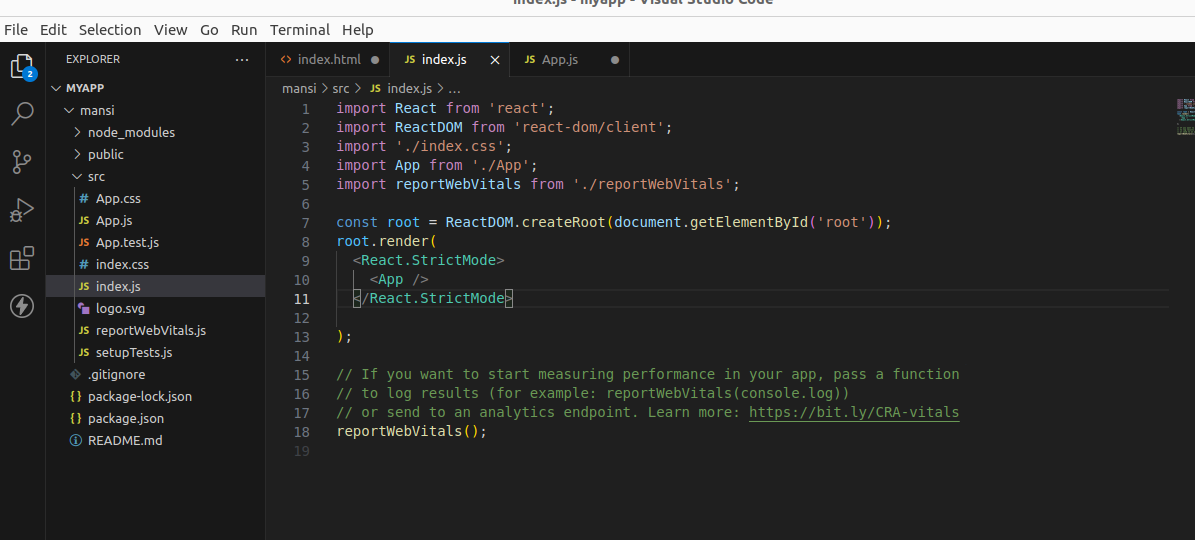 index.js - myapp - Visual Studio Code
File Edit Selection View Go Run Terminal Help
2
EXPLORER ...
MYAPP
mansi
node_modules
public
src
# App.css
JS App.js
JS App.test.js
# index.css
JS index.js
logo.svg
JS reportWebVitals.js
JS setupTests.js
.gitignore
{} package-lock.json
{} package.json
README.md
<> index.html ● JS index.js × JS App.js ●
mansi > src > JS index.js > ...
1 import React from 'react';
2 import ReactDOM from 'react-dom/client';
3 import './index.css';
4 import App from './App';
5 import reportWebVitals from './reportWebVitals';
6
7 const root = ReactDOM.createRoot(document.getElementById('root'));
8 root.render(
9 <React.StrictMode>
10 <App />
11 </React.StrictMode>
12
13 );
14
15 // If you want to start measuring performance in your app, pass a function
16 // to log results (for example: reportWebVitals(console.log))
17 // or send to an analytics endpoint. Learn more: https://bit.ly/CRA-vitals
18 reportWebVitals();
19